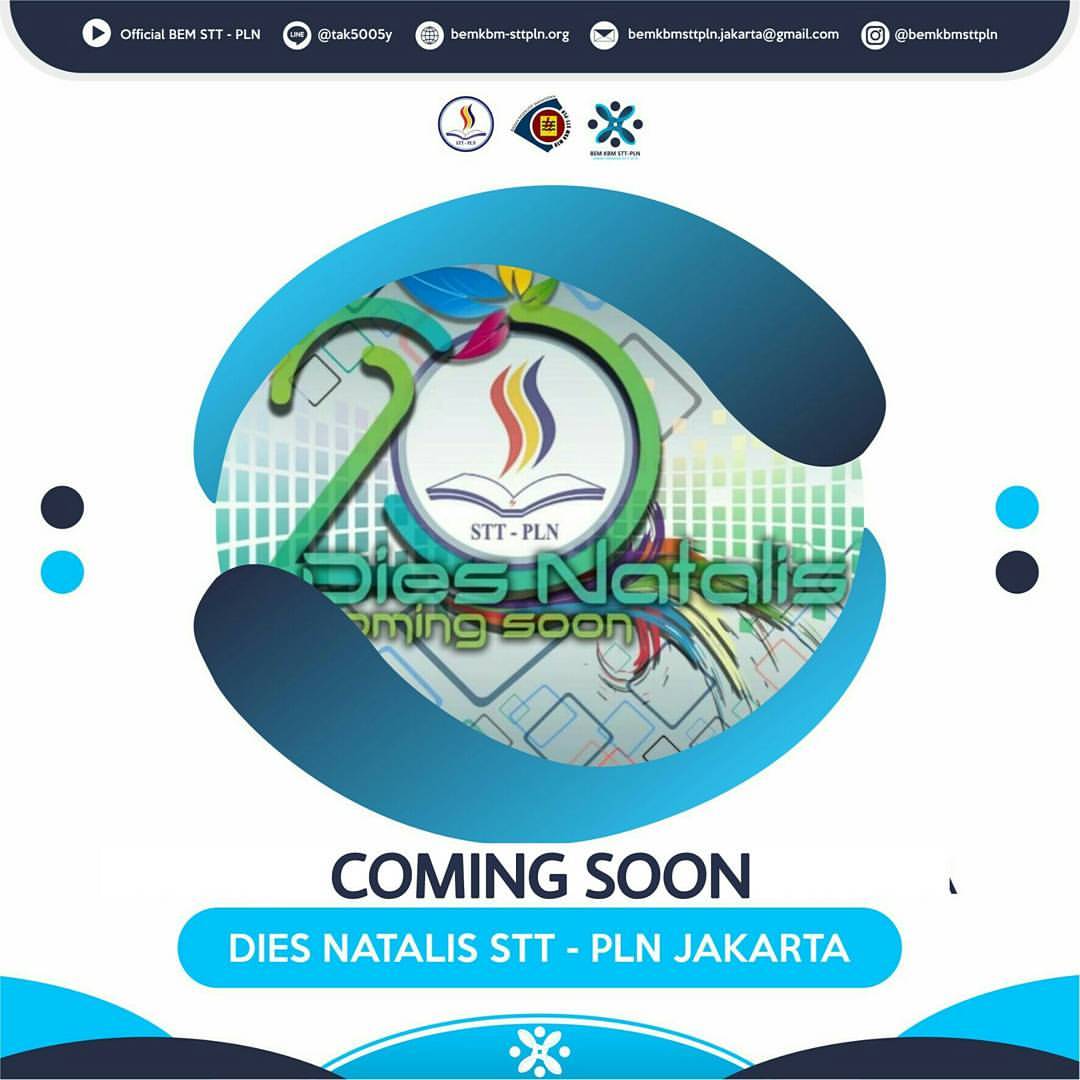 Official BEM STT - PLN
LINE
@tak5005y
bemkbm-sttpln.org
bemkbmsttpln.jakarta@gmail.com
@bemkbmsttpln
STT - PLN
BEM KBM STT-PLN
20
STT - PLN
Dies Natalis
oming soon
COMING SOON
DIES NATALIS STT - PLN JAKARTA